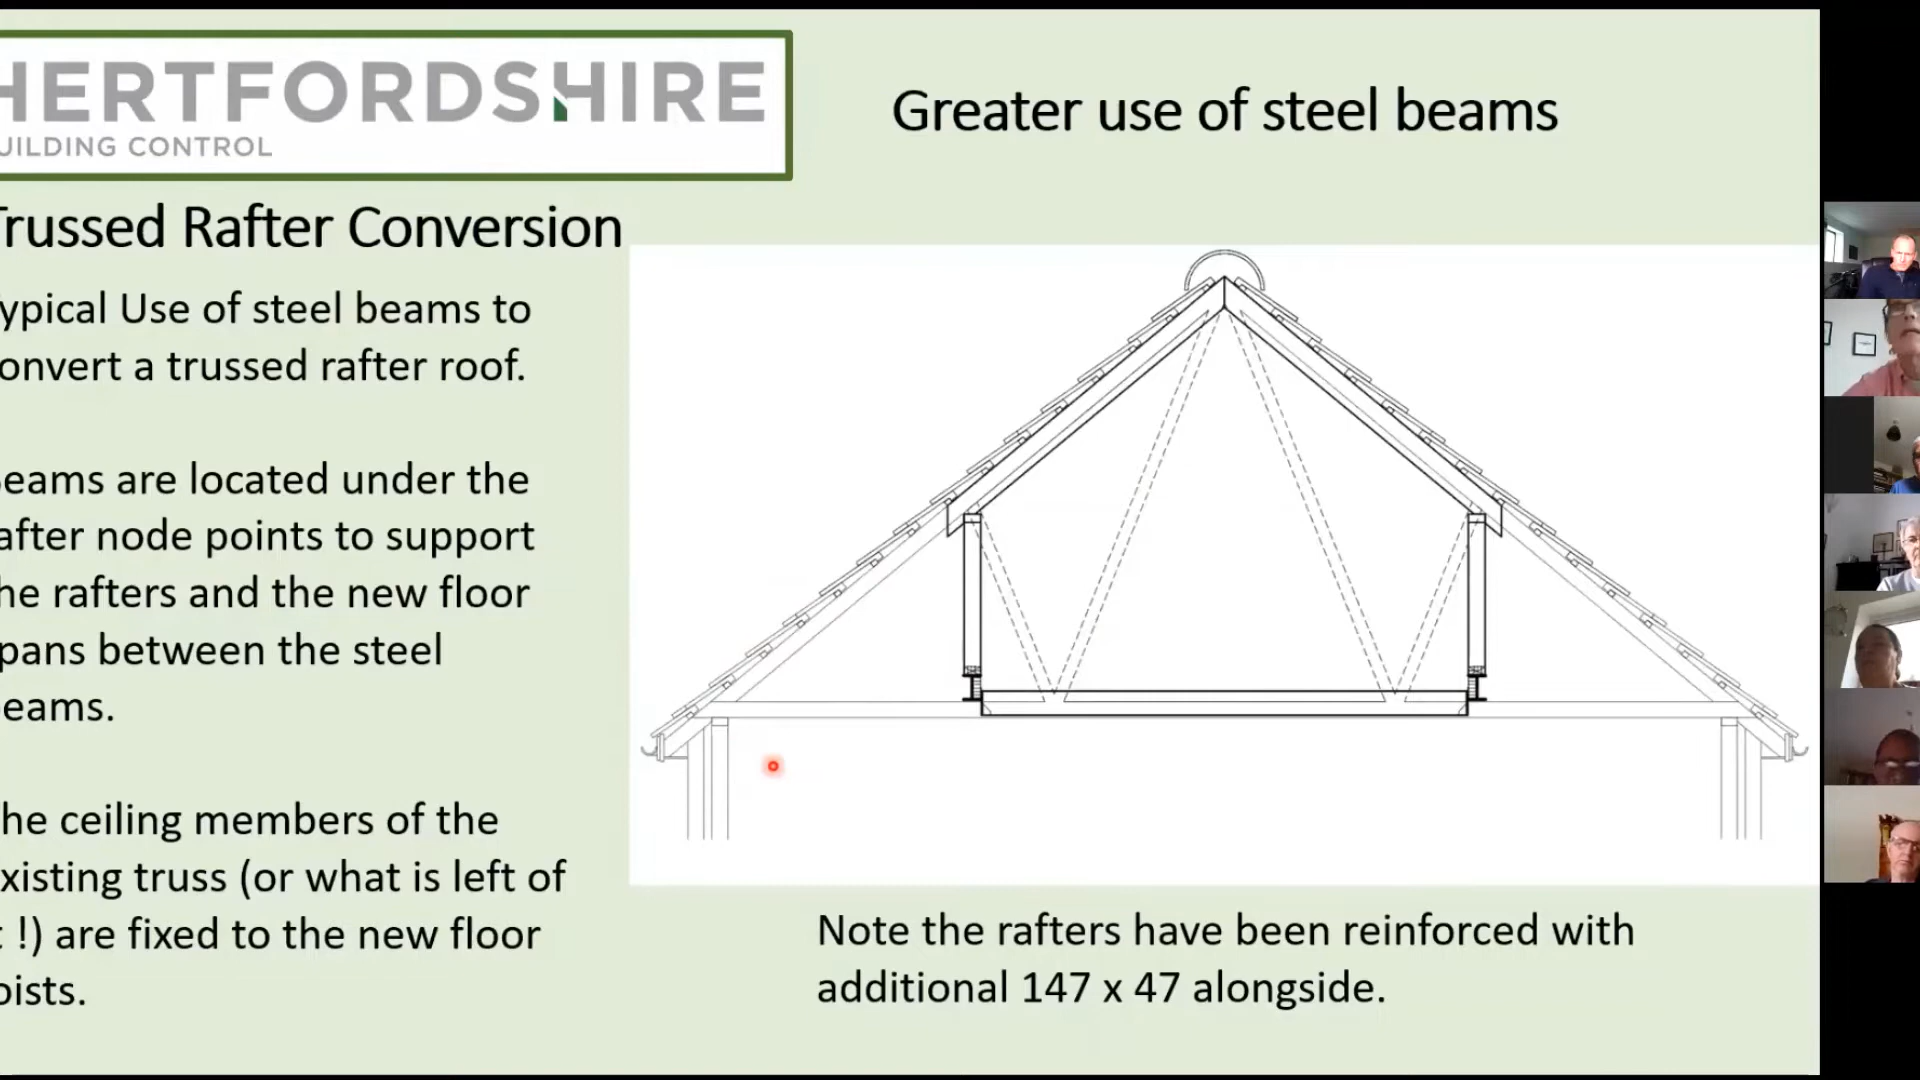 HERTFORDSHIRE
UILDING CONTROL
Greater use of steel beams
Trussed Rafter Conversion
ypical Use of steel beams to
onvert a trussed rafter roof.
eams are located under the
after node points to support
he rafters and the new floor
pans between the steel
eams.
he ceiling members of the
xisting truss (or what is left of
t !) are fixed to the new floor
oists.
Note the rafters have been reinforced with
additional 147 x 47 alongside.